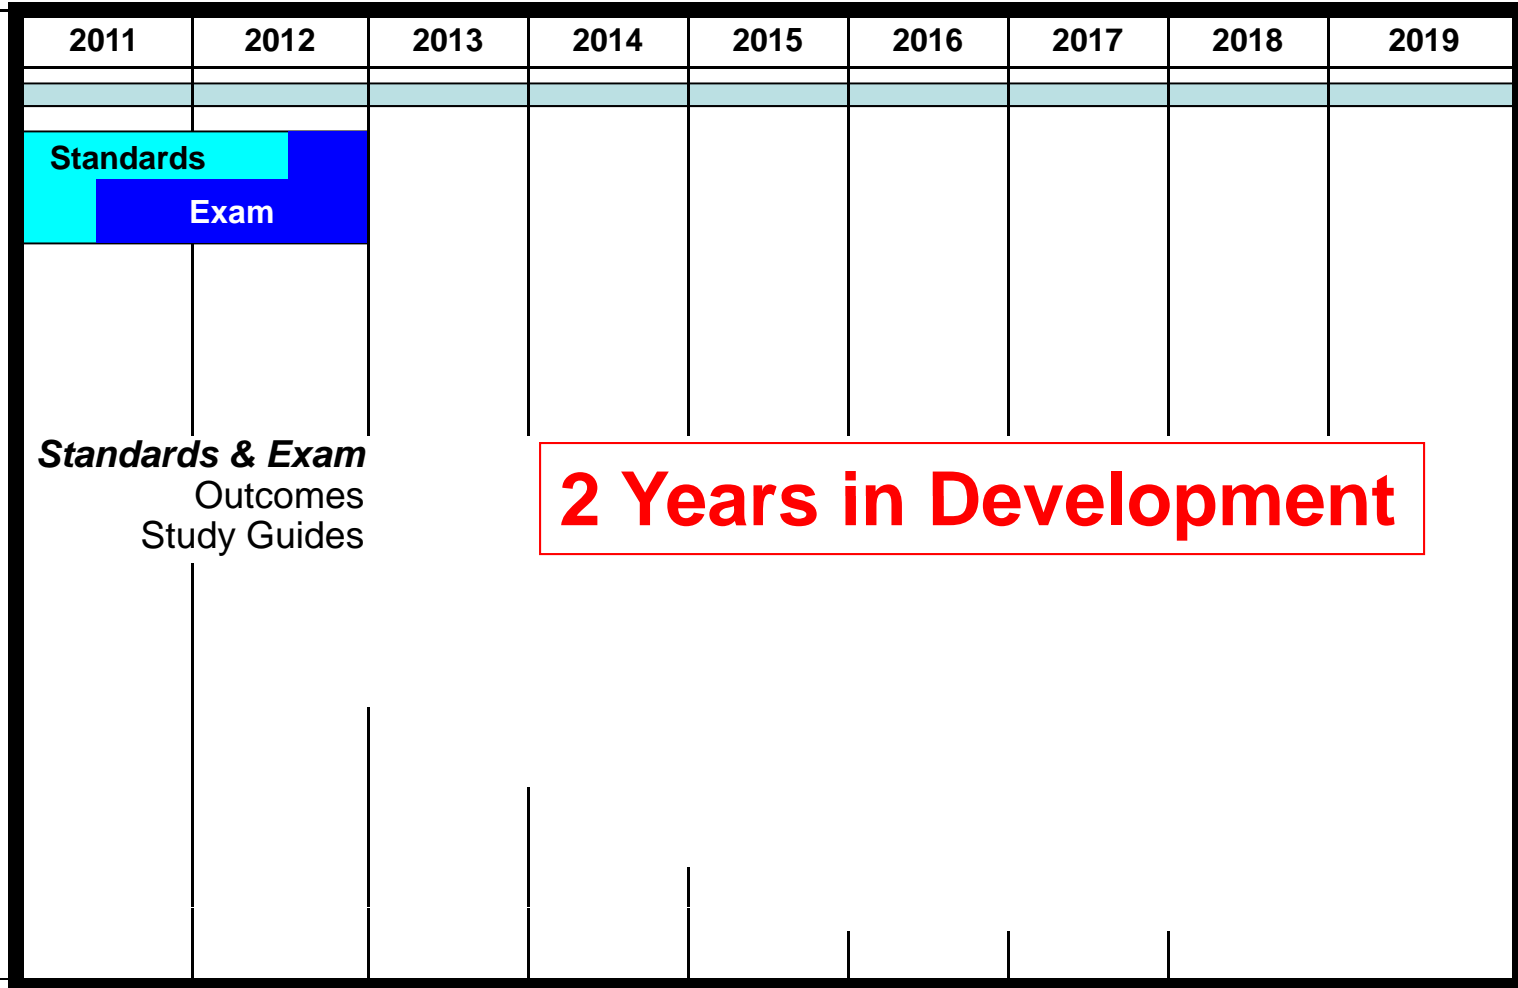 2011 2012 2013 2014 2015 2016 2017 2018 2019
Standards
Exam
Standards & Exam
Outcomes
Study Guides
2 Years in Development